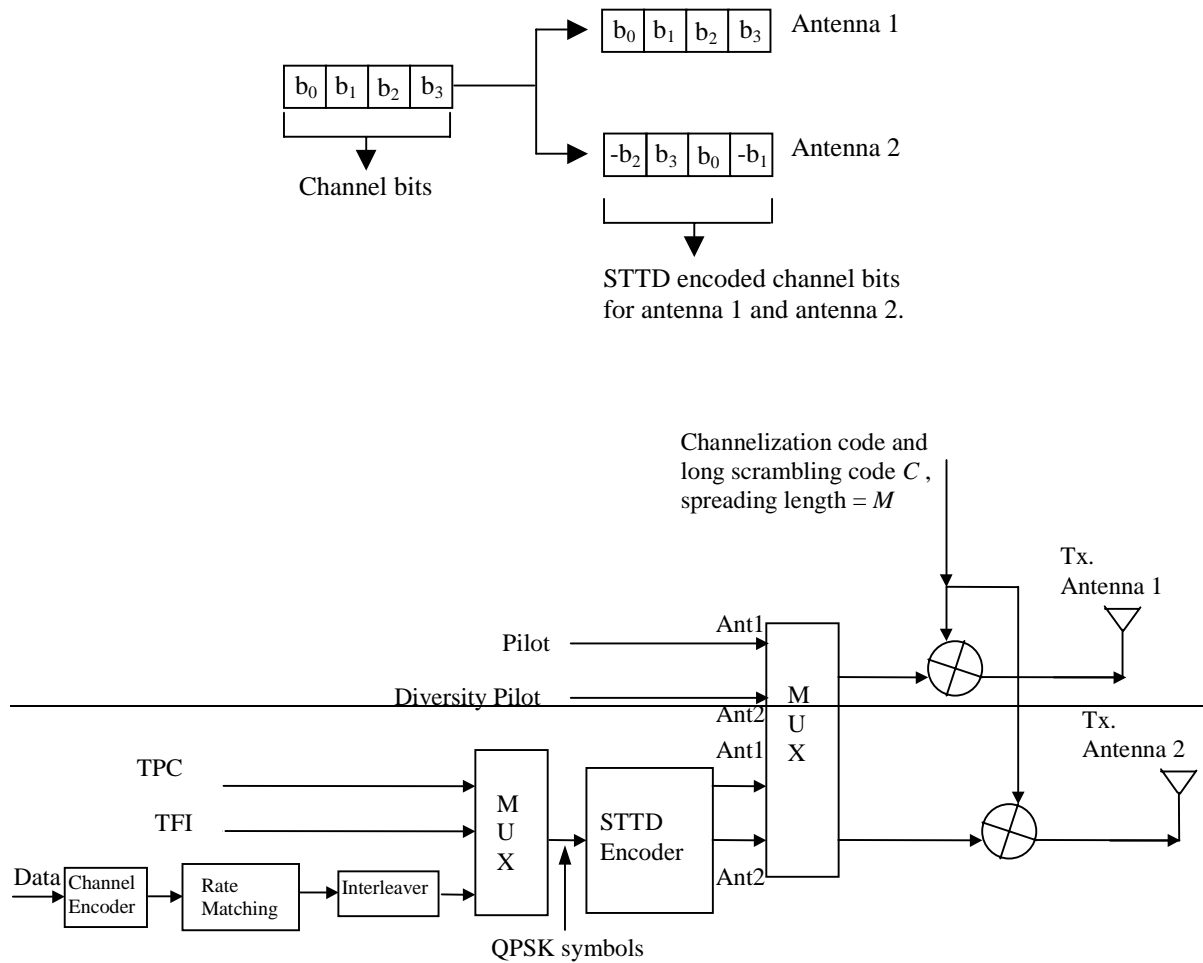 b0 b1 b2 b3 Antenna 1
b0 b1 b2 b3
-b2 b3 b0 -b1 Antenna 2
Channel bits
STTD encoded channel bits
for antenna 1 and antenna 2.
Channelization code and
long scrambling code C ,
spreading length = M
Tx.
Antenna 1
Pilot
Ant1
Diversity Pilot
Ant2
M
U
X
Tx.
Antenna 2
TPC
TFI
Data
Channel
Encoder
Rate
Matching
Interleaver
M
U
X
STTD
Encoder
Ant1
Ant2
QPSK symbols